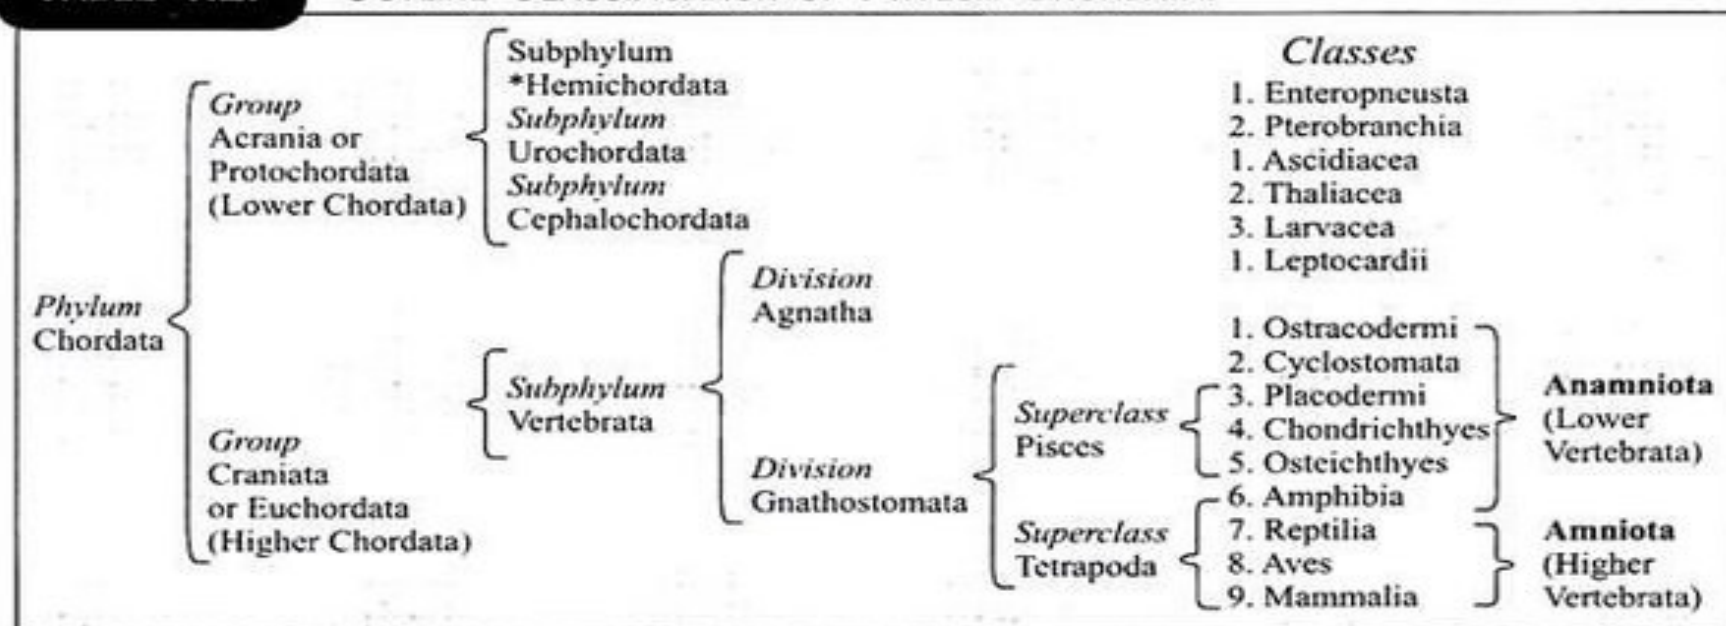 Classes
Subphylum
*Hemichordata
Subphylum
Urochordata
Subphylum
Cephalochordata
1. Enteropneusta
2. Pterobranchia
1. Ascidiacea
2. Thaliacea
3. Larvacea
1. Leptocardii
Group
Acrania or
Protochordata
(Lower Chordata)
Phylum
Chordata
Group
Craniata
or Euchordata
(Higher Chordata)
Subphylum
Vertebrata
Division
Agnatha
Division
Gnathostomata
Superclass
Pisces
Superclass
Tetrapoda
1. Ostracodermi
2. Cyclostomata
3. Placodermi
4. Chondrichthyes
5. Osteichthyes
6. Amphibia
7. Reptilia
8. Aves
9. Mammalia
Anamniota
(Lower
Vertebrata)
Amniota
(Higher
Vertebrata)